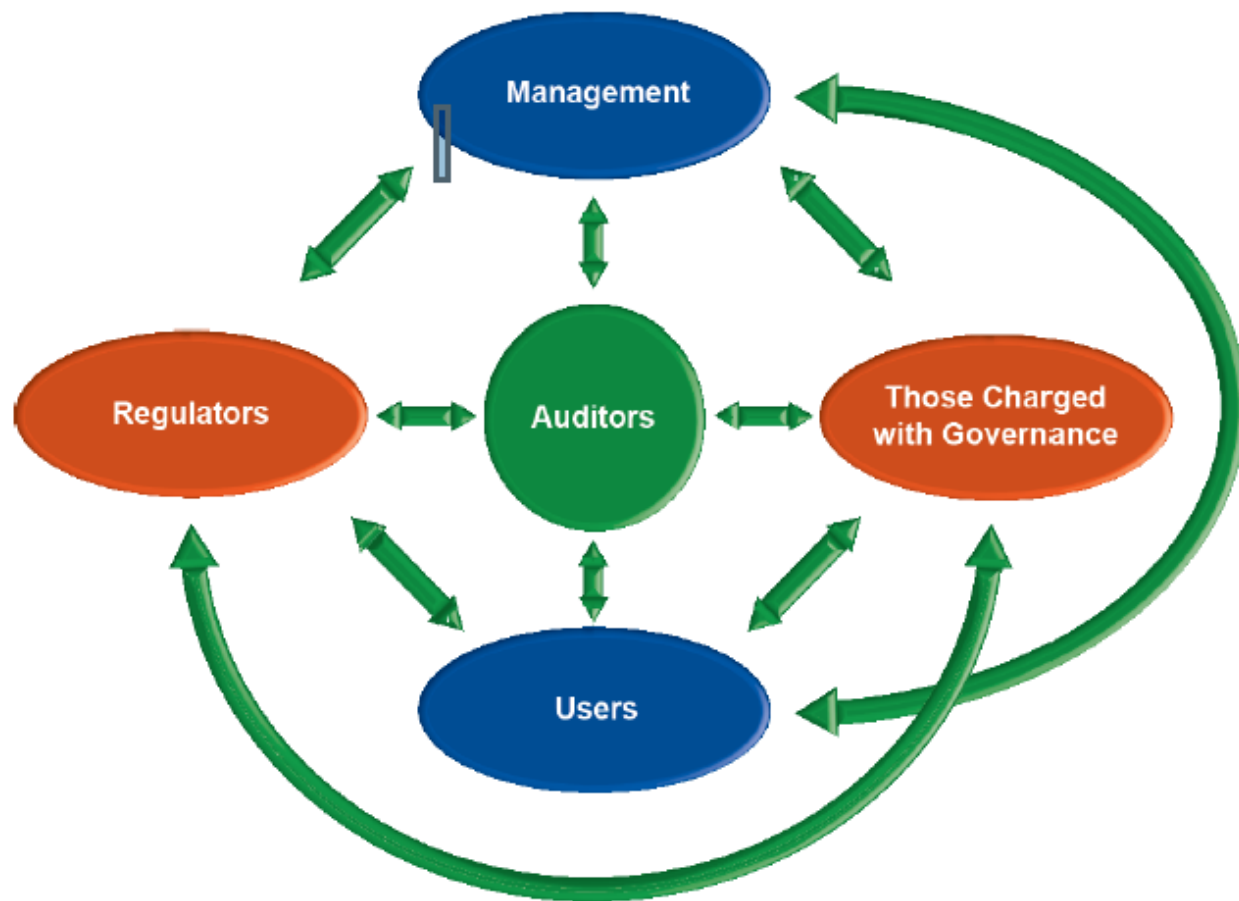 Management
Regulators
Auditors
Those Charged
with Governance
Users